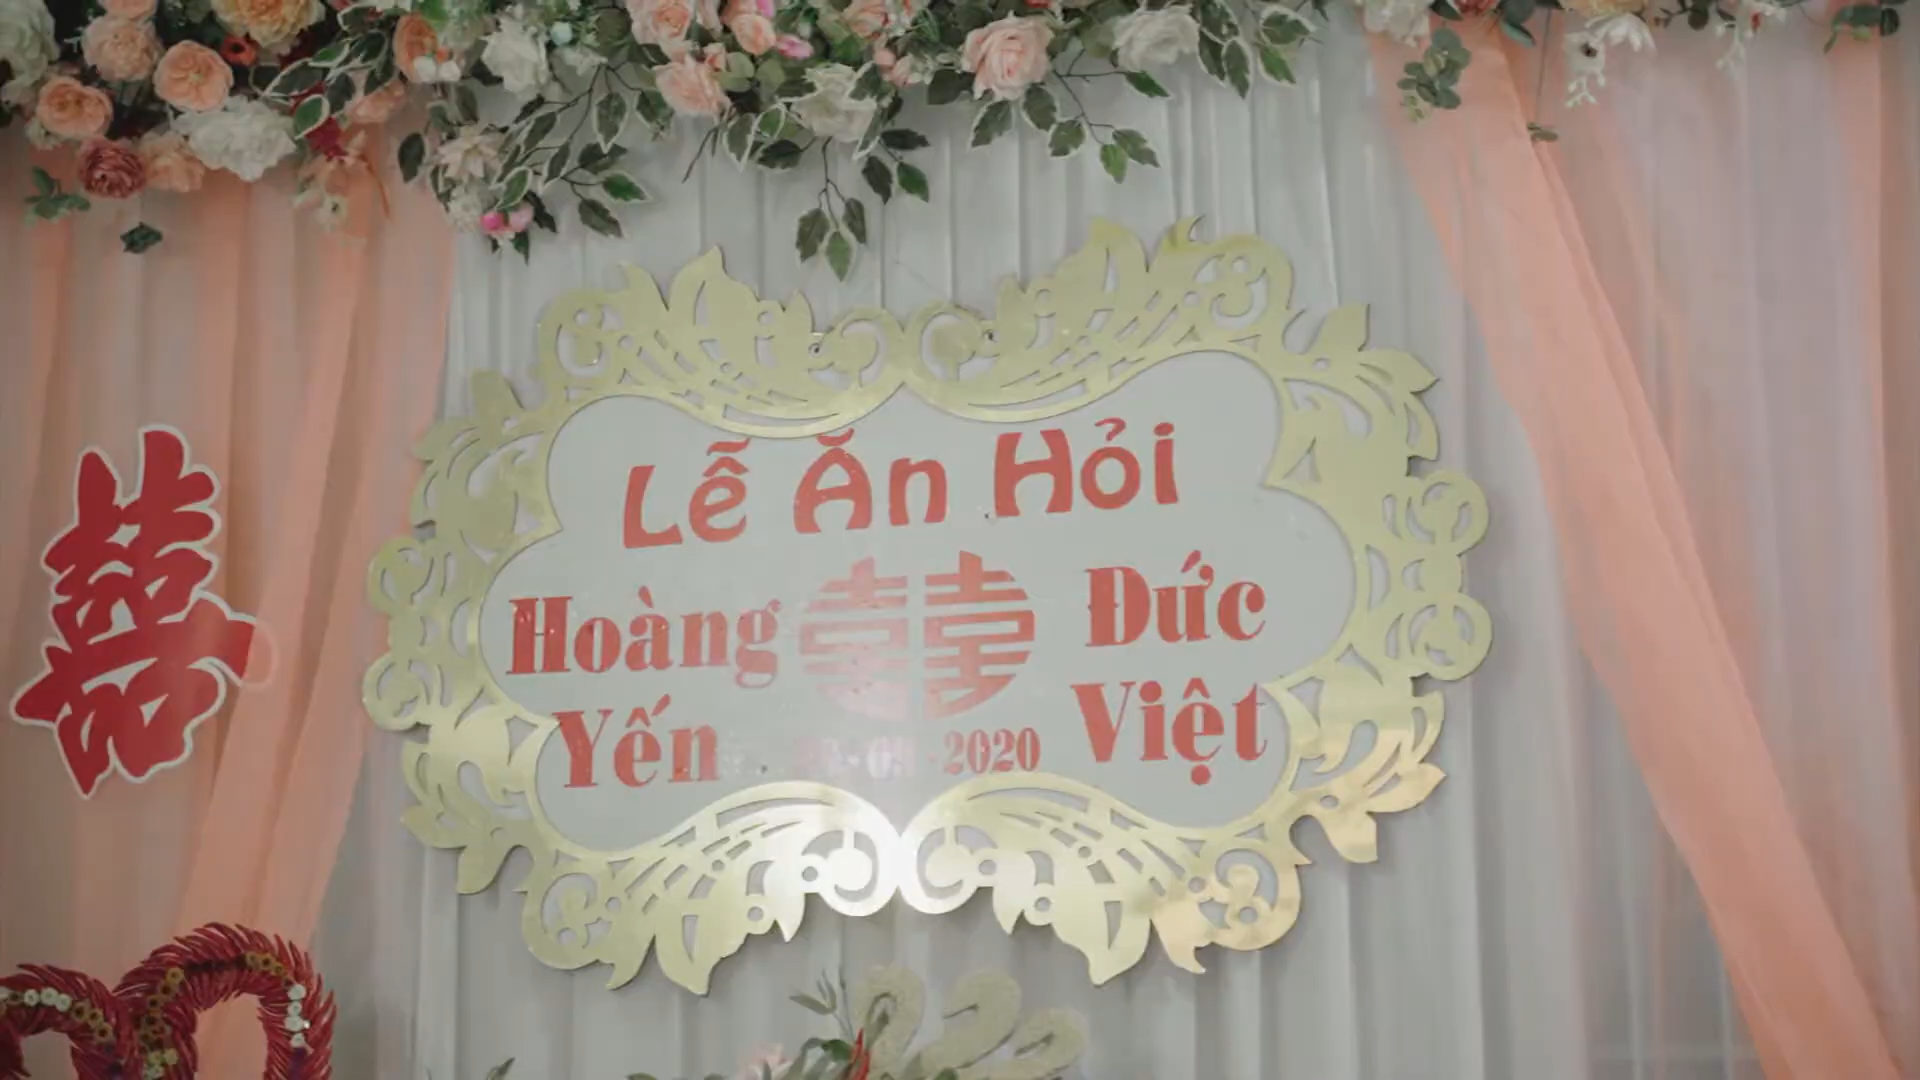 Lễ Ăn Hỏi
Hoàng Yến
囍
Đức Việt
2020
囍